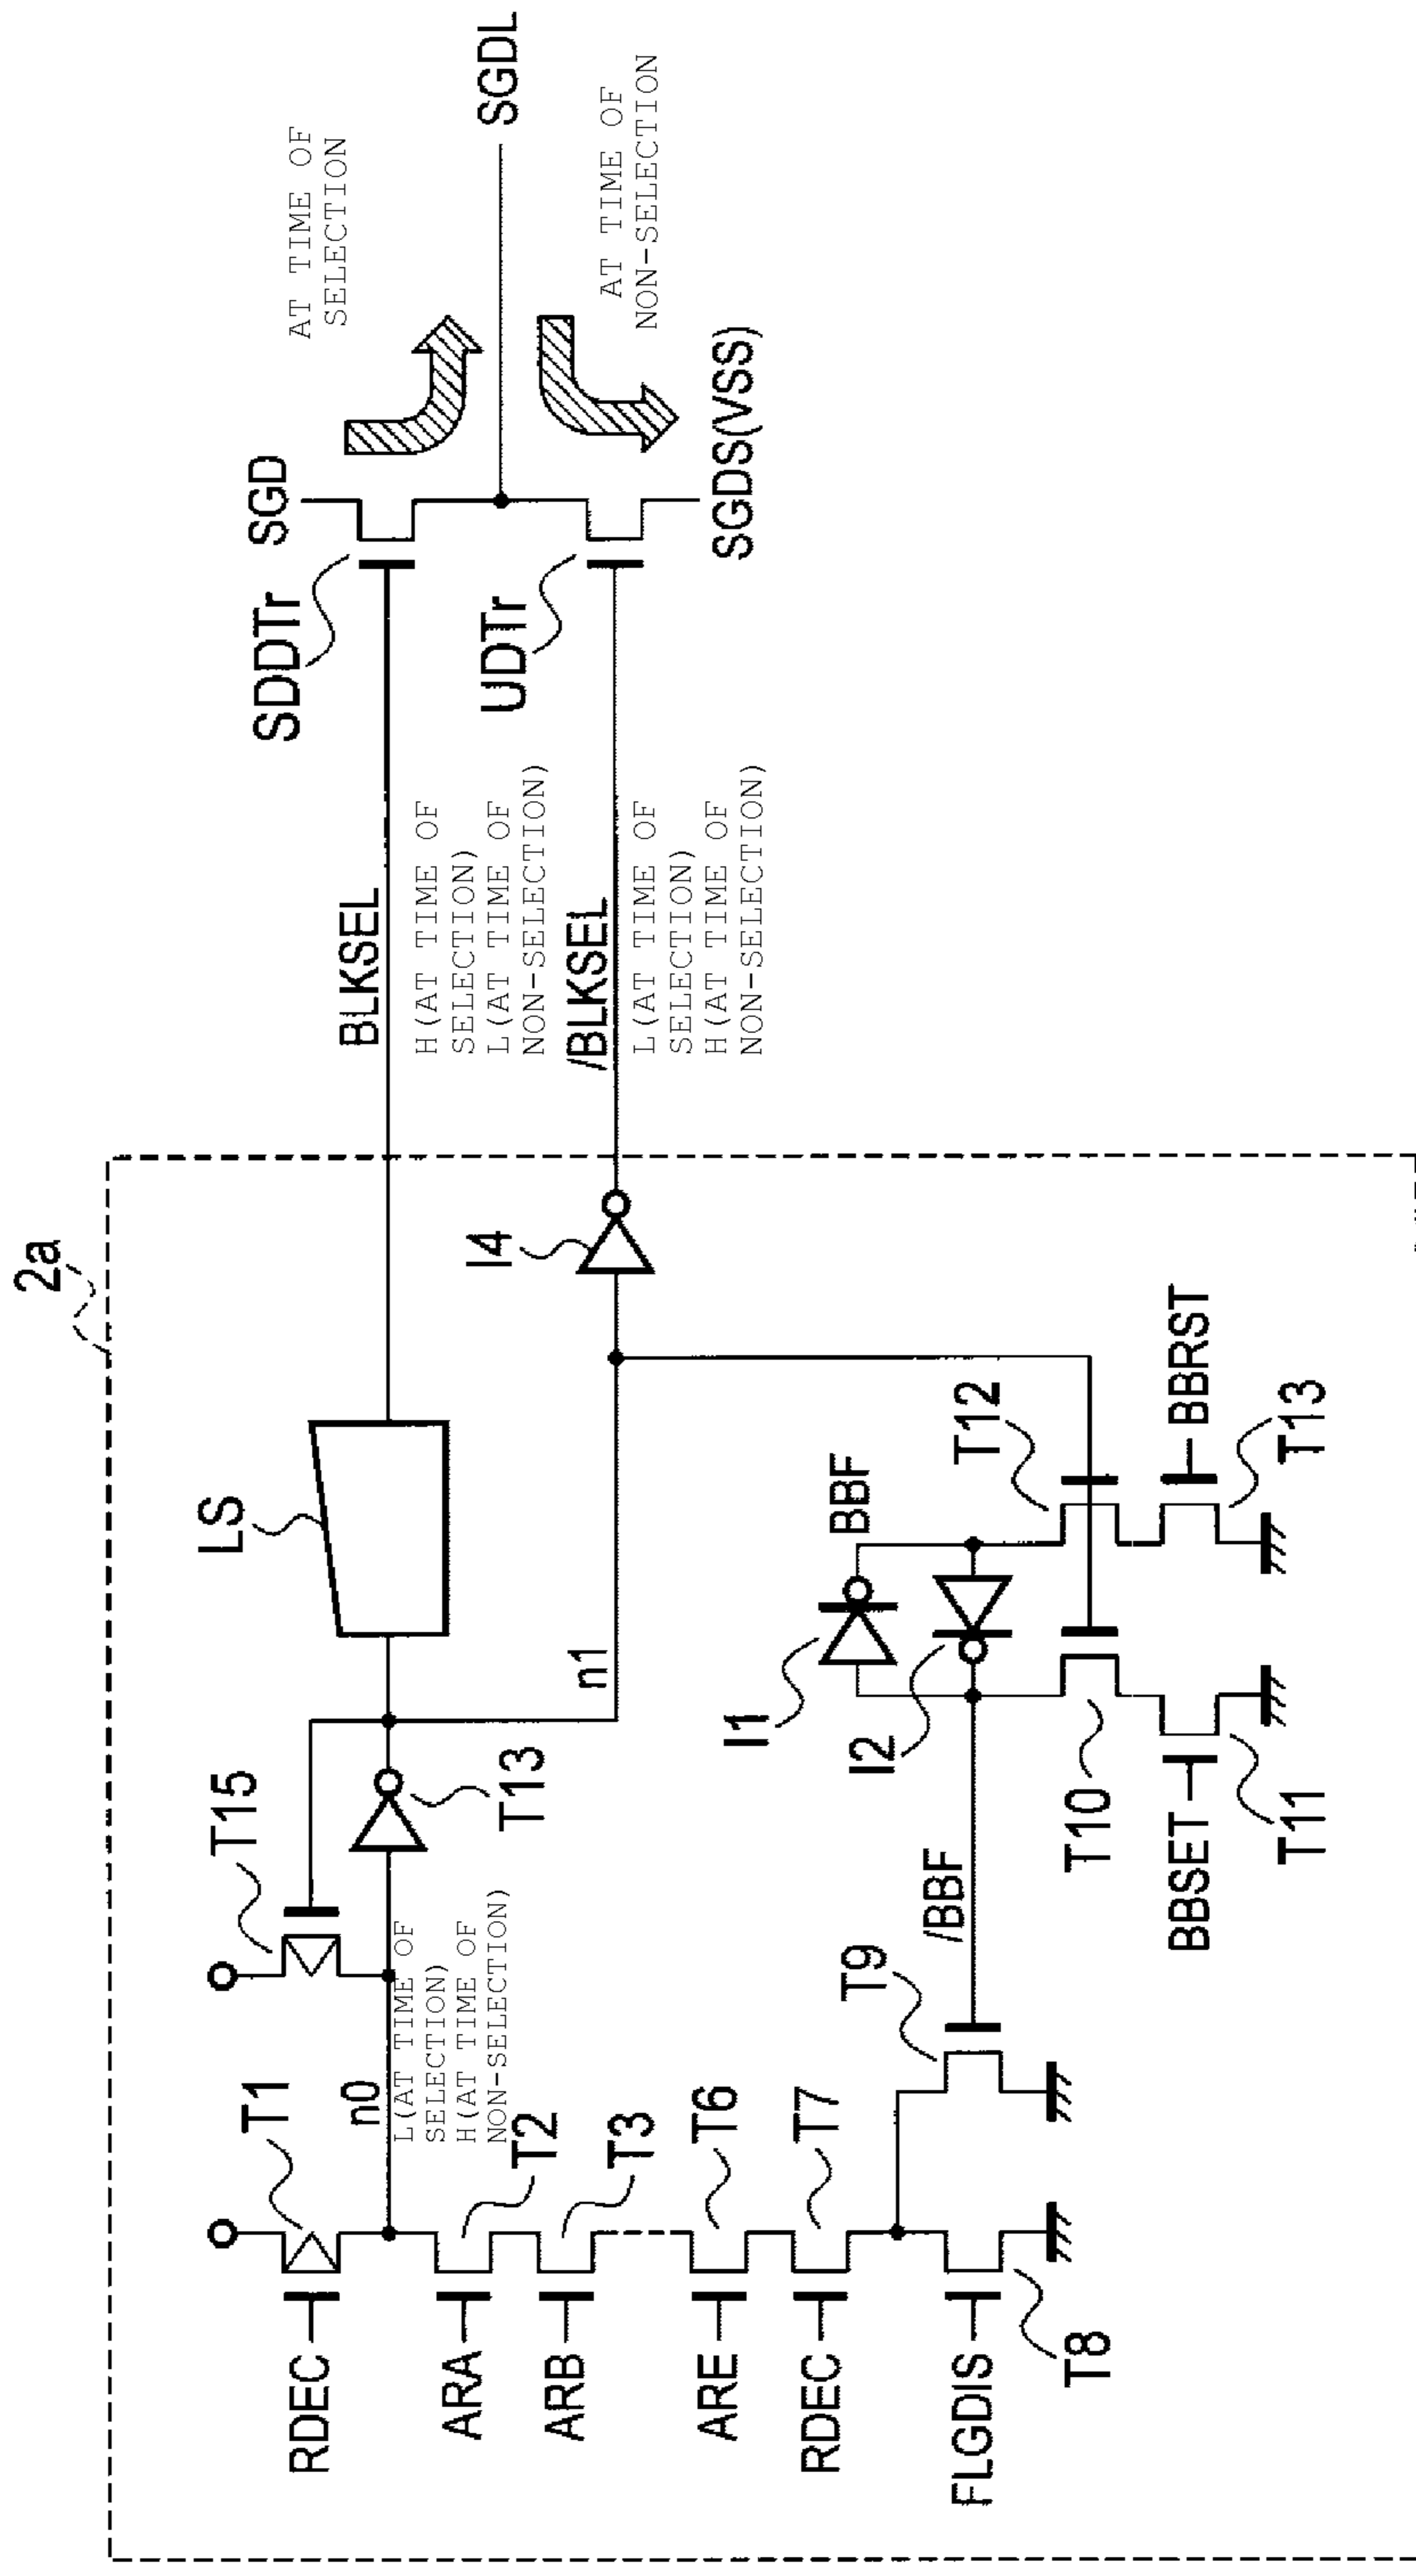 2a
RDEC
T1
n0
L(AT TIME OF
SELECTION)
H(AT TIME OF
NON-SELECTION)
T15
T13
LS
n1
BLKSEL
H(AT TIME OF
SELECTION)
L(AT TIME OF
NON-SELECTION)
SDDTr
SGD
AT TIME OF
SELECTION
SGDL
ARA
T2
ARB
T3
I4
/BLKSEL
L(AT TIME OF
SELECTION)
H(AT TIME OF
NON-SELECTION)
UDTr
SGDS(VSS)
AT TIME OF
NON-SELECTION
ARE
T6
RDEC
T7
FLGDIS
T8
T9
/BBF
I1
I2
BBF
T10
T12
BBSET
T11
BBRST
T13